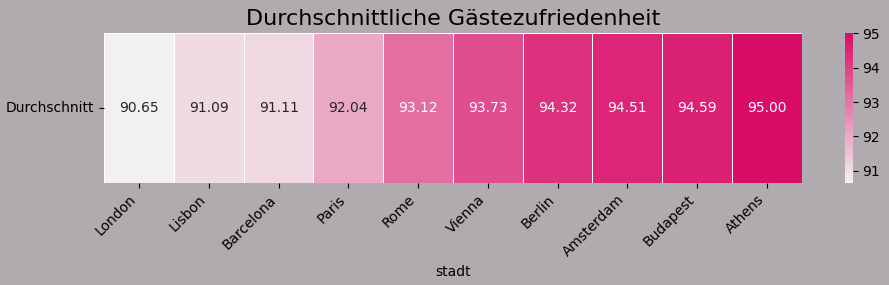 Durchschnittliche Gästezufriedenheit
Durchschnitt 90.65 91.09 91.11 92.04 93.12 93.73 94.32 94.51 94.59 95.00
95
94
93
92
91
London Lisbon Barcelona Paris Rome Vienna Berlin Amsterdam Budapest Athens
stadt